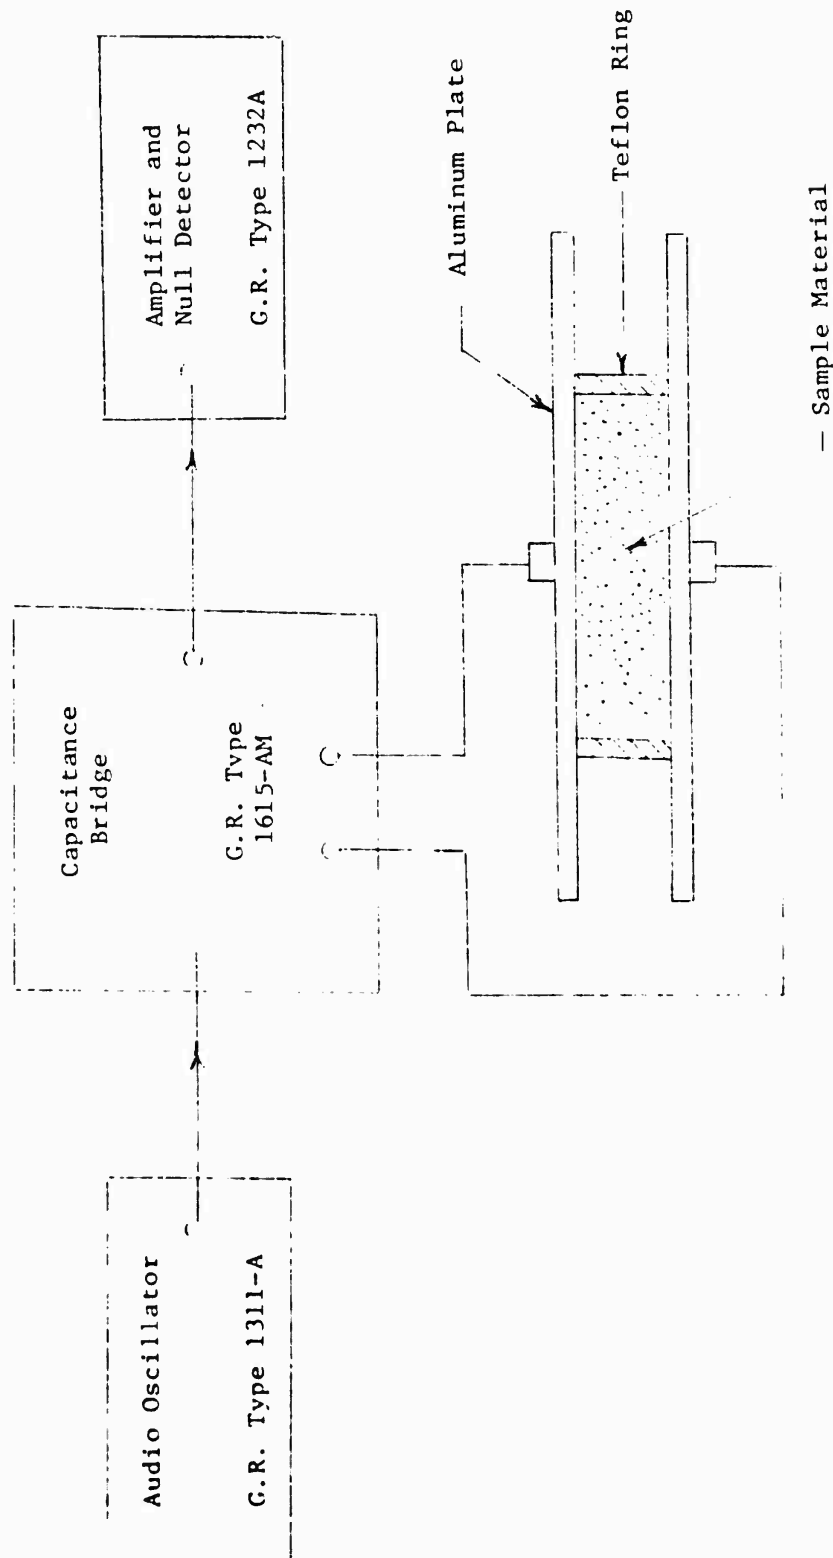 Audio Oscillator
G.R. Type 1311-A
Capacitance
Bridge
G.R. Type
1615-AM
Amplifier and
Null Detector
G.R. Type 1232A
Aluminum Plate
Teflon Ring
Sample Material